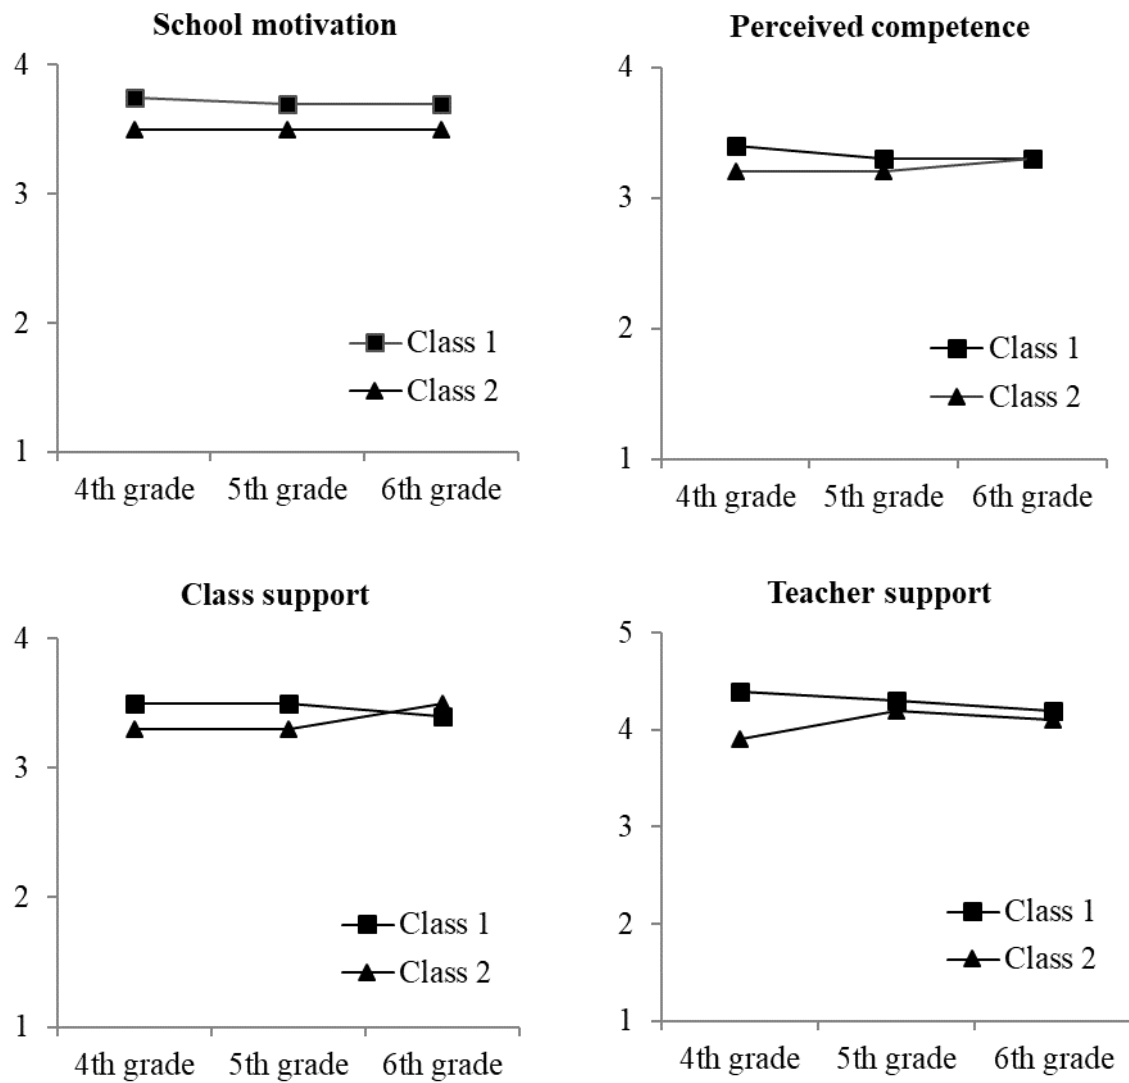 School motivation
4
3
2
1
Class 1
Class 2
4th grade 5th grade 6th grade
Perceived competence
4
3
2
1
Class 1
Class 2
4th grade 5th grade 6th grade
Class support
4
3
2
1
Class 1
Class 2
4th grade 5th grade 6th grade
Teacher support
5
4
3
2
1
Class 1
Class 2
4th grade 5th grade 6th grade